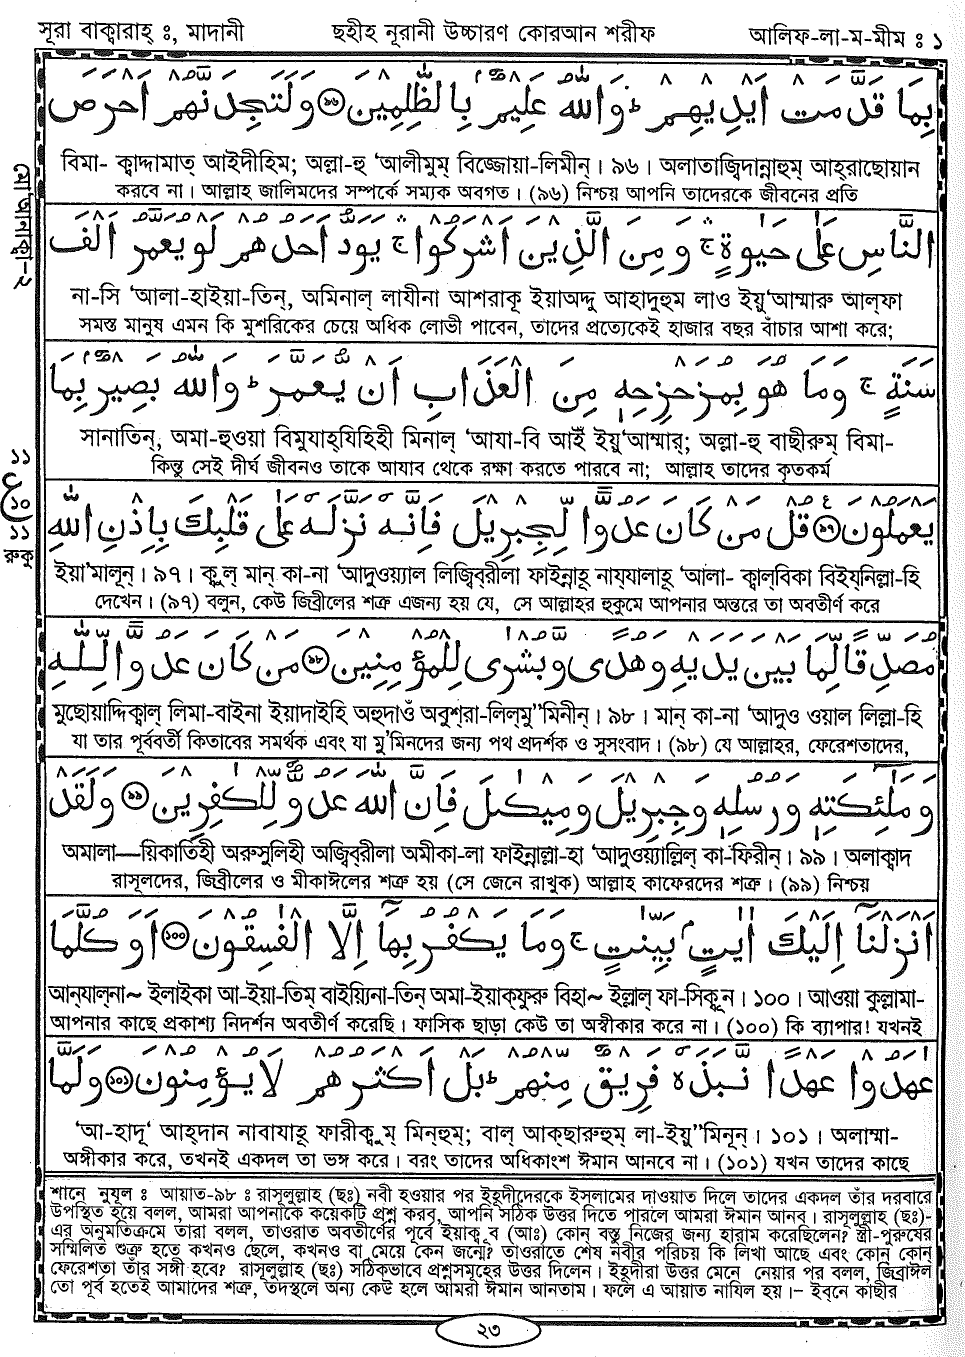 সূরা বাক্বারাহ্ ঃ, মাদানী ছহীহ নূরানী উচ্চারণ কোরআন শরীফ আলিফ-লা-ম-মীম ঃ ১
بِمَا قَدَّمَتْ اَيْدِيْهِمْ ؕ وَاللّٰهُ عَلِيْمٌۢ بِالظّٰلِمِيْنَ ۝৯৬ وَلَتَجِدَنَّهُمْ اَحْرَصَ
বিমা- ক্বাদ্দামাত্ আইদীহিম; অল্লা-হু ‘আলীমুম্ বিজ্জোয়া-লিমীন্। ৯৬। অলাতাজ্বিদান্নাহুম্ আহ্‌রাছোয়ান
করবে না। আল্লাহ জালিমদের সম্পর্কে সম্যক অবগত। (৯৬) নিশ্চয় আপনি তাদেরকে জীবনের প্রতি
النَّاسِ عَلٰى حَيٰوةٍ ۛۚ وَمِنَ الَّذِيْنَ اَشْرَكُوْا ۛۚ يَوَدُّ اَحَدُهُمْ لَوْ يُعَمَّرُ اَلْفَ
না-সি ‘আলা-হাইয়া-তিন্, অমিনাল্ লাযীনা আশরাকূ ইয়াঅদ্দু আহাদুহুম লাও ইয়ু‘আম্মারু আল্‌ফা
সমস্ত মানুষ এমন কি মুশরিকের চেয়ে অধিক লোভী পাবেন, তাদের প্রত্যেকেই হাজার বছর বাঁচার আশা করে;
سَنَةٍ ۚ وَمَا هُوَ بِمُزَحْزِحِهٖ مِنَ الْعَذَابِ اَنْ يُّعَمَّرَ ؕ وَاللّٰهُ بَصِيْرٌۢ بِمَا
সানাতিন্, অমা-হুওয়া বিমুযাহ্‌যিহিহী মিনাল্ ‘আযা-বি আইঁ ইয়ু‘আম্মার্; অল্লা-হু বাছীরুম্ বিমা-
কিন্তু সেই দীর্ঘ জীবনও তাকে আযাব থেকে রক্ষা করতে পারবে না; আল্লাহ তাদের কৃতকর্ম
يَعْمَلُوْنَ ۝৯৭ قُلْ مَنْ كَانَ عَدُوًّا لِّجِبْرِيْلَ فَاِنَّهٗ نَزَّلَهٗ عَلٰى قَلْبِكَ بِاِذْنِ اللّٰهِ
ইয়া’মালূন্। ৯৭। ক্বুল্ মান্ কা-না ‘আদুওয়্যাল লিজ্বিব্‌রীলা ফাইন্নাহূ নায্‌যালাহূ ‘আলা- ক্বাল্‌বিকা বিইয্‌নিল্লা-হি
দেখেন। (৯৭) বলুন, কেউ জিব্রীলের শত্রু এজন্য হয় যে, সে আল্লাহর হুকুমে আপনার অন্তরে তা অবতীর্ণ করে
مُصَدِّقًا لِّمَا بَيْنَ يَدَيْهِ وَهُدًى وَّبُشْرٰى لِلْمُؤْمِنِيْنَ ۝৯৮ مَنْ كَانَ عَدُوًّا لِّلّٰهِ
মুছোয়াদ্দিক্বাল্ লিমা-বাইনা ইয়াদাইহি অহুদাওঁ অবুশ্‌রা-লিল্‌মু’’মিনীন্। ৯৮। মান্ কা-না ‘আদুও ওয়াল লিল্লা-হি
যা তার পূর্ববর্তী কিতাবের সমর্থক এবং যা মু’মিনদের জন্য পথ প্রদর্শক ও সুসংবাদ। (৯৮) যে আল্লাহর, ফেরেশতাদের,
وَمَلٰٓئِكَتِهٖ وَرُسُلِهٖ وَجِبْرِيْلَ وَمِيْكٰىلَ فَاِنَّ اللّٰهَ عَدُوٌّ لِّلْكٰفِرِيْنَ ۝৯৯ وَلَقَدْ
অমালা—য়িকাতিহী অরুসুলিহী অজ্বিব্‌রীলা অমীকা-লা ফাইন্নাল্লা-হা ‘আদুওয়্যাল্লিল্ কা-ফিরীন্। ৯৯। অলাক্বাদ
রাসূলদের, জিব্রীলের ও মীকাঈলের শত্রু হয় (সে জেনে রাখুক) আল্লাহ কাফেরদের শত্রু। (৯৯) নিশ্চয়
اَنْزَلْنَآ اِلَيْكَ اٰيٰتٍۢ بَيِّنٰتٍ ۚ وَمَا يَكْفُرُ بِهَآ اِلَّا الْفٰسِقُوْنَ ۝১০০ اَوَكُلَّمَا
আন্‌যাল্‌না~ ইলাইকা আ-ইয়া-তিম্ বাইয়্যিনা-তিন্ অমা-ইয়াক্‌ফুরু বিহা~ ইল্লাল্ ফা-সিক্বূন। ১০০। আওয়া কুল্লামা-
আপনার কাছে প্রকাশ্য নিদর্শন অবতীর্ণ করেছি। ফাসিক ছাড়া কেউ তা অস্বীকার করে না। (১০০) কি ব্যাপার! যখনই
عٰهَدُوْا عَهْدًا نَّبَذَهٗ فَرِيْقٌ مِّنْهُمْ ؕ بَلْ اَكْثَرُهُمْ لَا يُؤْمِنُوْنَ ۝১০১ وَلَمَّا
‘আ-হাদূ‘ আহ্‌দান নাবাযাহূ ফারীক্বুম্ মিন্‌হুম্; বাল্ আক্‌ছারুহুম্ লা-ইয়ু’’মিনূন্। ১০১। অলাম্মা-
অঙ্গীকার করে, তখনই একদল তা ভঙ্গ করে। বরং তাদের অধিকাংশ ঈমান আনবে না। (১০১) যখন তাদের কাছে
শানে নুযূল ঃ আয়াত-৯৮ ঃ রাসূলুল্লাহ (ছঃ) নবী হওয়ার পর ইহুদীদেরকে ইসলামের দাওয়াত দিলে তাদের একদল তাঁর দরবারে
উপস্থিত হয়ে বলল, আমরা আপনাকে কয়েকটি প্রশ্ন করব, আপনি সঠিক উত্তর দিতে পারলে আমরা ঈমান আনব। রাসূলুল্লাহ (ছঃ)-
এর অনুমতিক্রমে তারা বলল, তাওরাত অবতীর্ণের পূর্বে ইয়াকূব (আঃ) কোন্ বস্তু নিজের জন্য হারাম করেছিলেন? স্ত্রী-পুরুষের
সম্মিলিত শুক্র হতে কখনও ছেলে, কখনও বা মেয়ে কেন জন্মে? তাওরাতে শেষ নবীর পরিচয় কি লিখা আছে এবং কোন্ কোন্
ফেরেশতা তাঁর সঙ্গী হবে? রাসূলুল্লাহ (ছঃ) সঠিকভাবে প্রশ্নসমূহের উত্তর দিলেন। ইহুদীরা উত্তর মেনে নেয়ার পর বলল, জিব্রাঈল
তো পূর্ব হতেই আমাদের শত্রু, তদস্থলে অন্য কেউ হলে আমরা ঈমান আনতাম। ফলে এ আয়াত নাযিল হয়।– ইব্‌নে কাছীর
মো‘আনাক্বা-২
১১
ع
১০
১১
রুকু
২৩